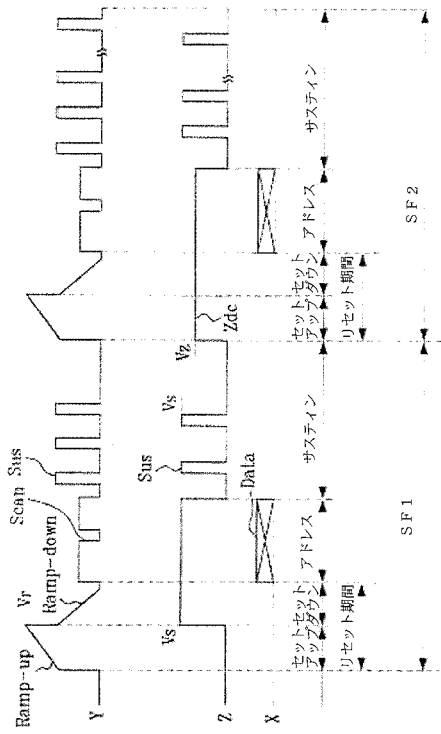 Ramp-up
Vr
Ramp-down
Scan
Sus
Y
Vs
Sus
Vs
Vz
Zdc
Z
Data
X
セット
アップ
セット
ダウン
アドレス
サスティン
セット
アップ
セット
ダウン
アドレス
サスティン
リセット期間
リセット期間
SF1
SF2